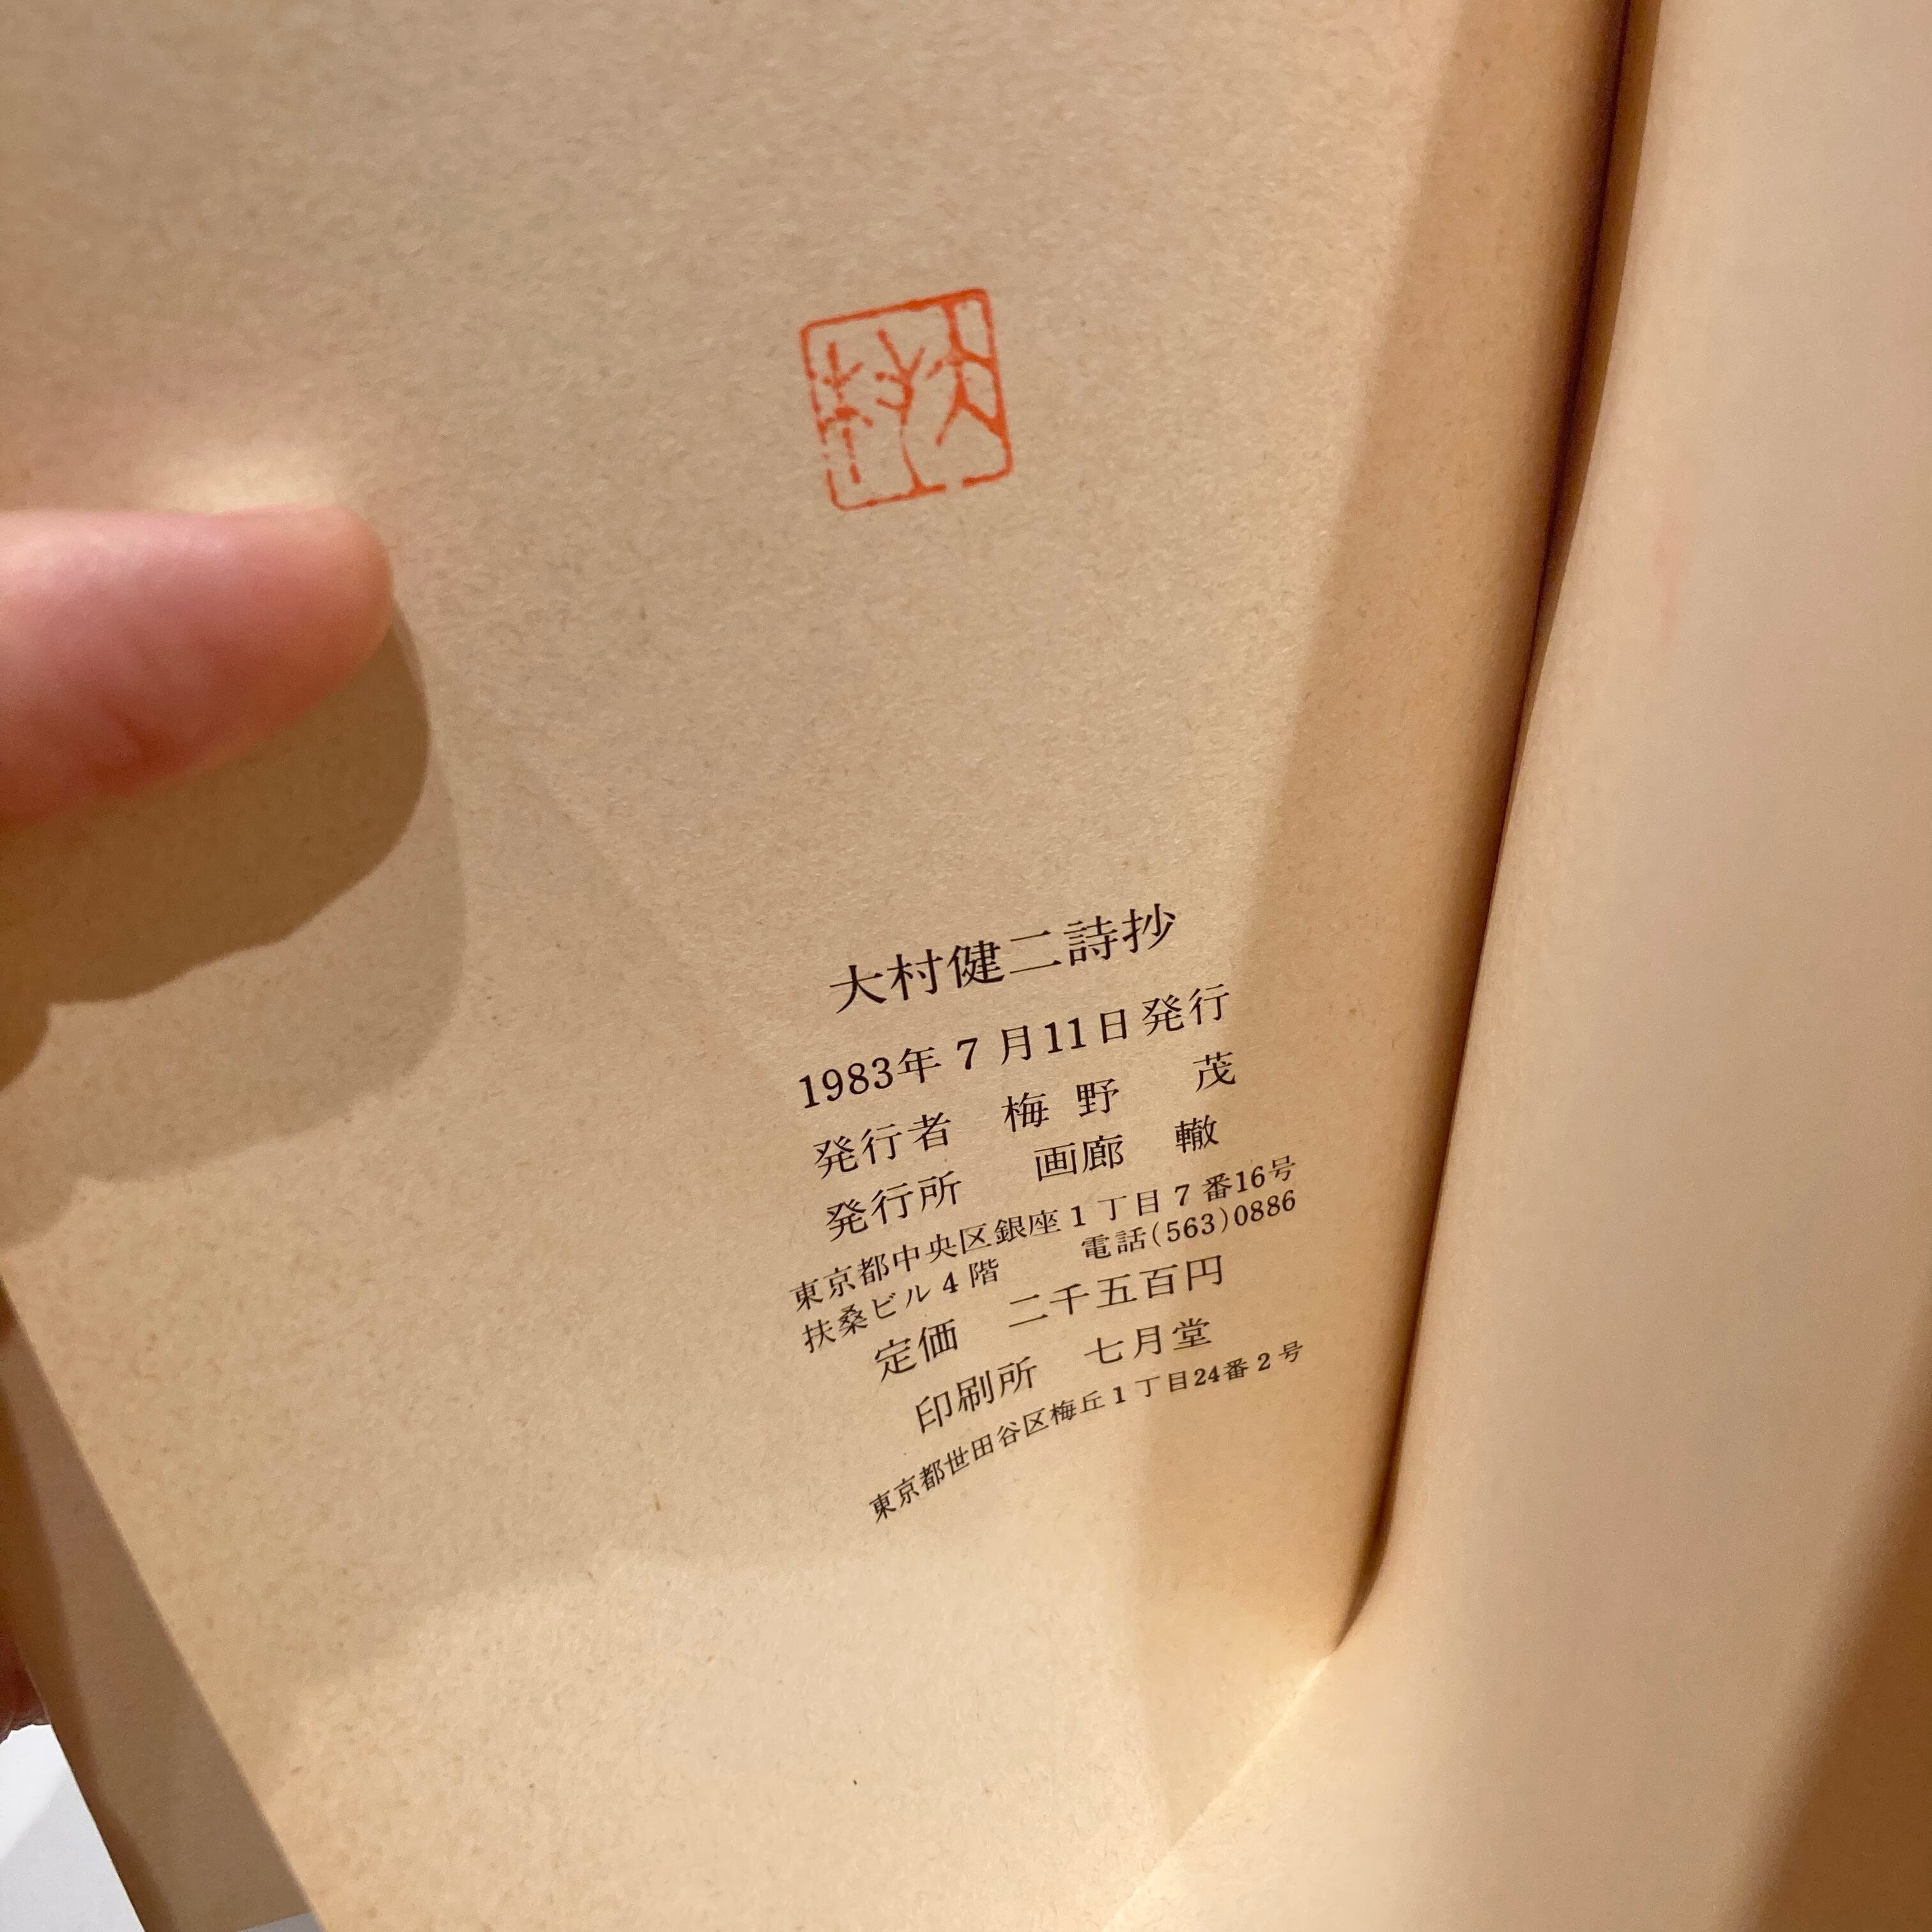 大村健二詩抄
1983年7月11日発行
発行者 梅野 茂
発行所 画廊 轍
東京都中央区銀座1丁目7番16号
扶桑ビル4階 電話(563)0886
定価 二千五百円
印刷所 七月堂
東京都世田谷区梅丘1丁目24番2号